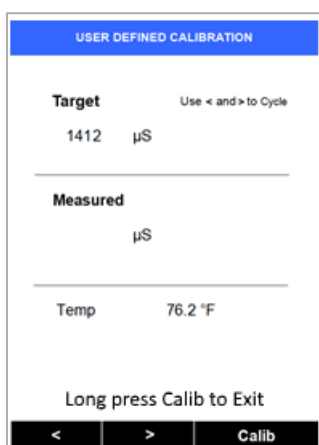 USER DEFINED CALIBRATION
Target Use < and > to Cycle
1412 µS
Measured
µS
Temp 76.2 °F
Long press Calib to Exit
< > Calib